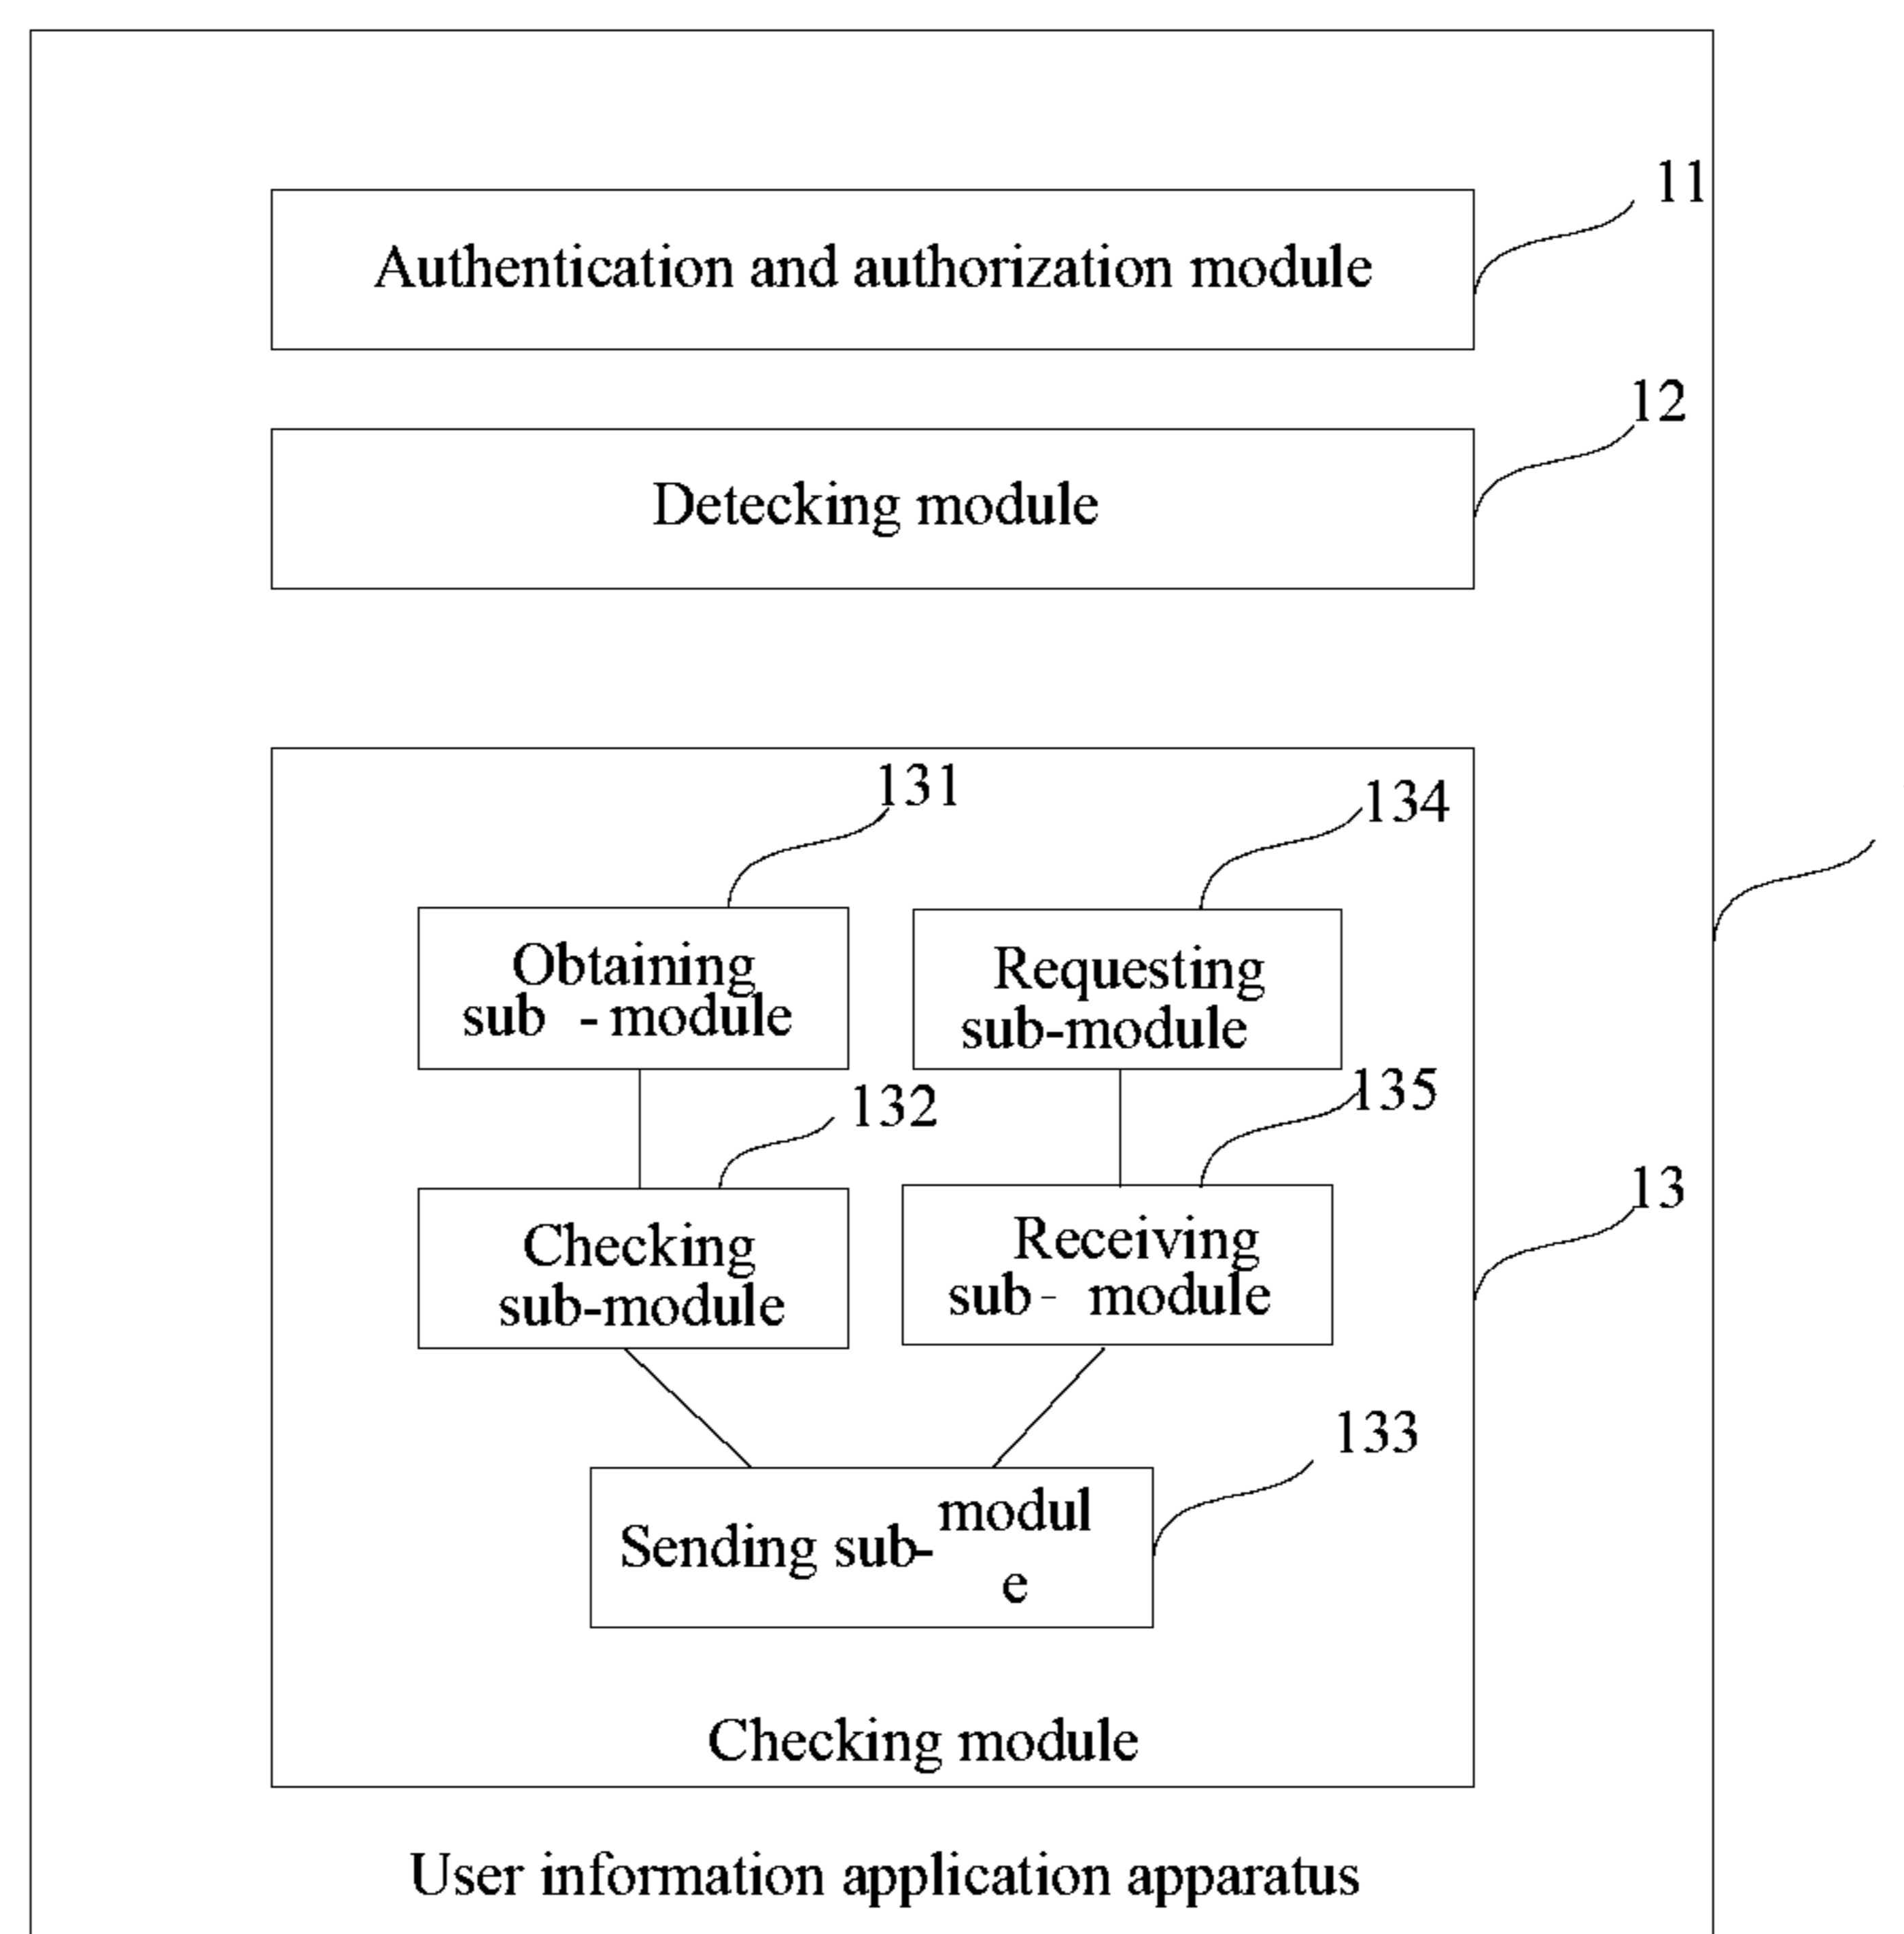 11
Authentication and authorization module
12
Detecking module
131
134
Obtaining
sub - module
Requesting
sub-module
132
135
Checking
sub-module
Receiving
sub - module
13
133
Sending sub-
modul
e
Checking module
User information application apparatus